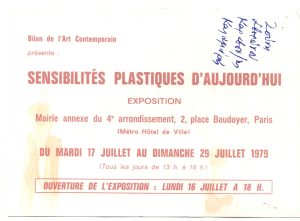 Bilan de l'Art Contemporain
présente :
SENSIBILITÉS PLASTIQUES D'AUJOURD'HUI
EXPOSITION
Mairie annexe du 4e arrondissement, 2, place Baudoyer, Paris
(Métro Hôtel de Ville)
DU MARDI 17 JUILLET AU DIMANCHE 29 JUILLET 1979
(Tous les jours de 13 h. à 18 h.)
OUVERTURE DE L'EXPOSITION : LUNDI 16 JUILLET A 18 H.